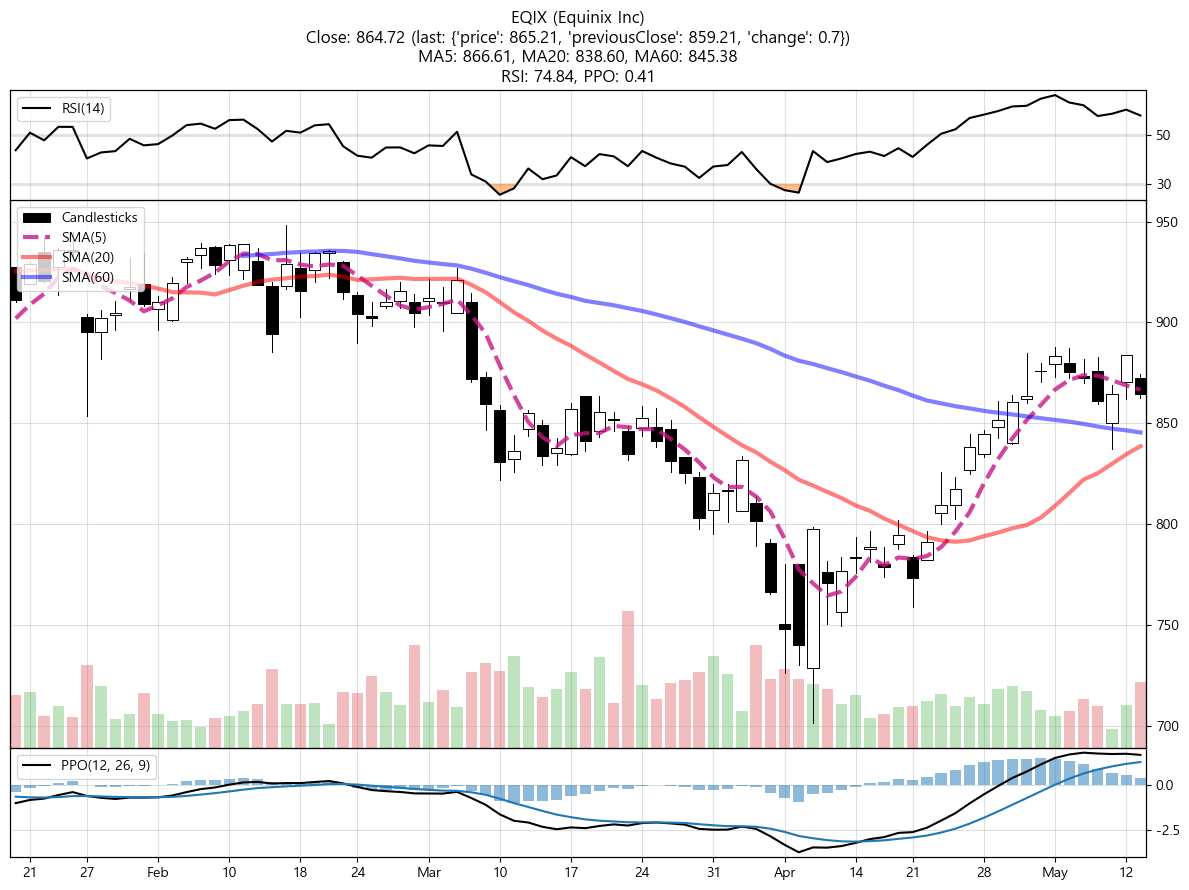 EQIX (Equinix Inc)
Close: 864.72 (last: {'price': 865.21, 'previousClose': 859.21, 'change': 0.7})
MA5: 866.61, MA20: 838.60, MA60: 845.38
RSI: 74.84, PPO: 0.41
RSI(14)
50
30
Candlesticks
SMA(5)
SMA(20)
SMA(60)
950
900
850
800
750
700
PPO(12, 26, 9)
0.0
−2.5
21 27 Feb 10 18 24 Mar 10 17 24 31 Apr 14 21 28 May 12